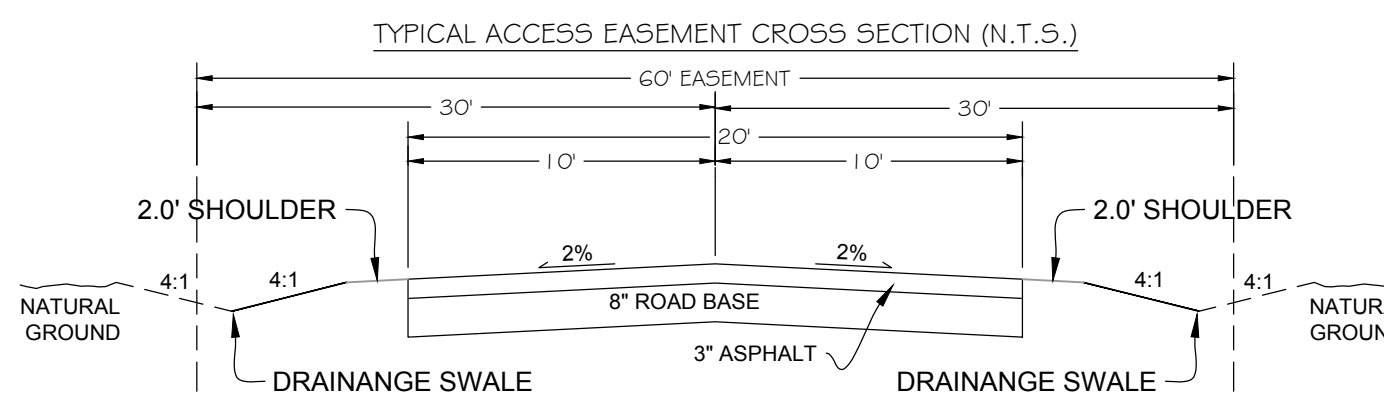 TYPICAL ACCESS EASEMENT CROSS SECTION (N.T.S.)
60' EASEMENT
30' 30'
20'
10' 10'
2.0' SHOULDER 2.0' SHOULDER
2% 2%
4:1 4:1 4:1 4:1
8" ROAD BASE
NATURAL
GROUND
NATURA
GROUN
3" ASPHALT
DRAINANGE SWALE DRAINANGE SWALE